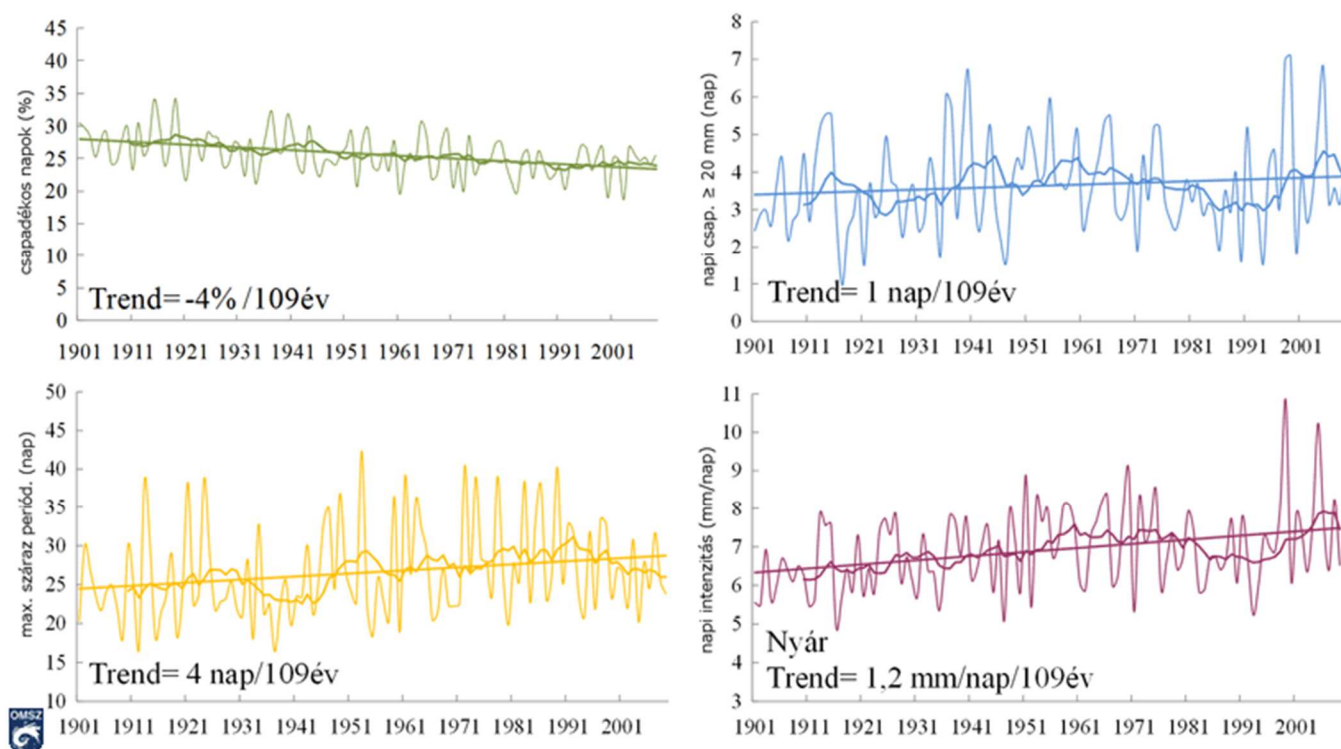 csapadékos napok (%)
45
40
35
30
25
20
15
10
5
0
Trend= -4% /109év
1901 1911 1921 1931 1941 1951 1961 1971 1981 1991 2001
napi csap. ≥ 20 mm (nap)
8
7
6
5
4
3
2
1
0
Trend= 1 nap/109év
1901 1911 1921 1931 1941 1951 1961 1971 1981 1991 2001
max. száraz periód. (nap)
50
45
40
35
30
25
20
15
10
Trend= 4 nap/109év
1901 1911 1921 1931 1941 1951 1961 1971 1981 1991 2001
OMSZ
napi intenzitás (mm/nap)
11
10
9
8
7
6
5
4
3
Nyár
Trend= 1,2 mm/nap/109év
1901 1911 1921 1931 1941 1951 1961 1971 1981 1991 2001